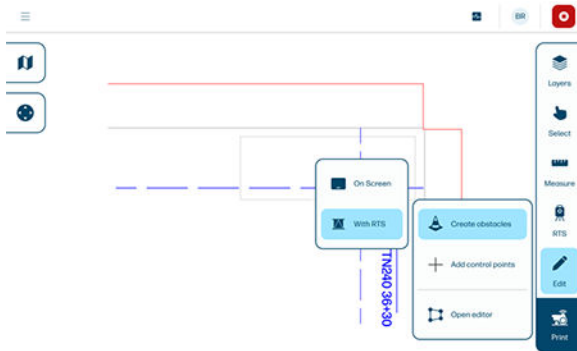 BR
Layers
Select
Measure
RTS
Edit
Print
On Screen
With RTS
Create obstacles
Add control points
Open editor
TN240 36+30